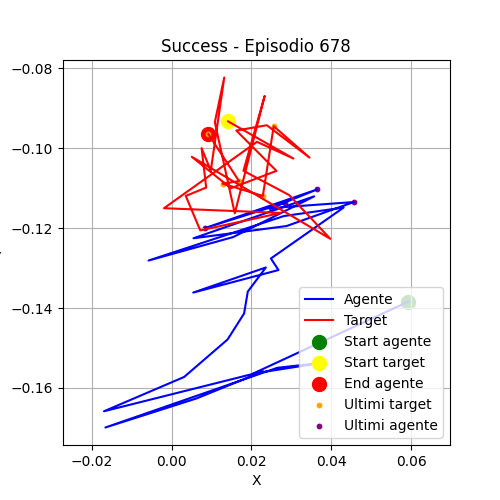 Success - Episodio 678
−0.08
−0.10
−0.12
−0.14
−0.16
−0.02
0.00
0.02
0.04
0.06
X
Agente
Target
Start agente
Start target
End agente
Ultimi target
Ultimi agente